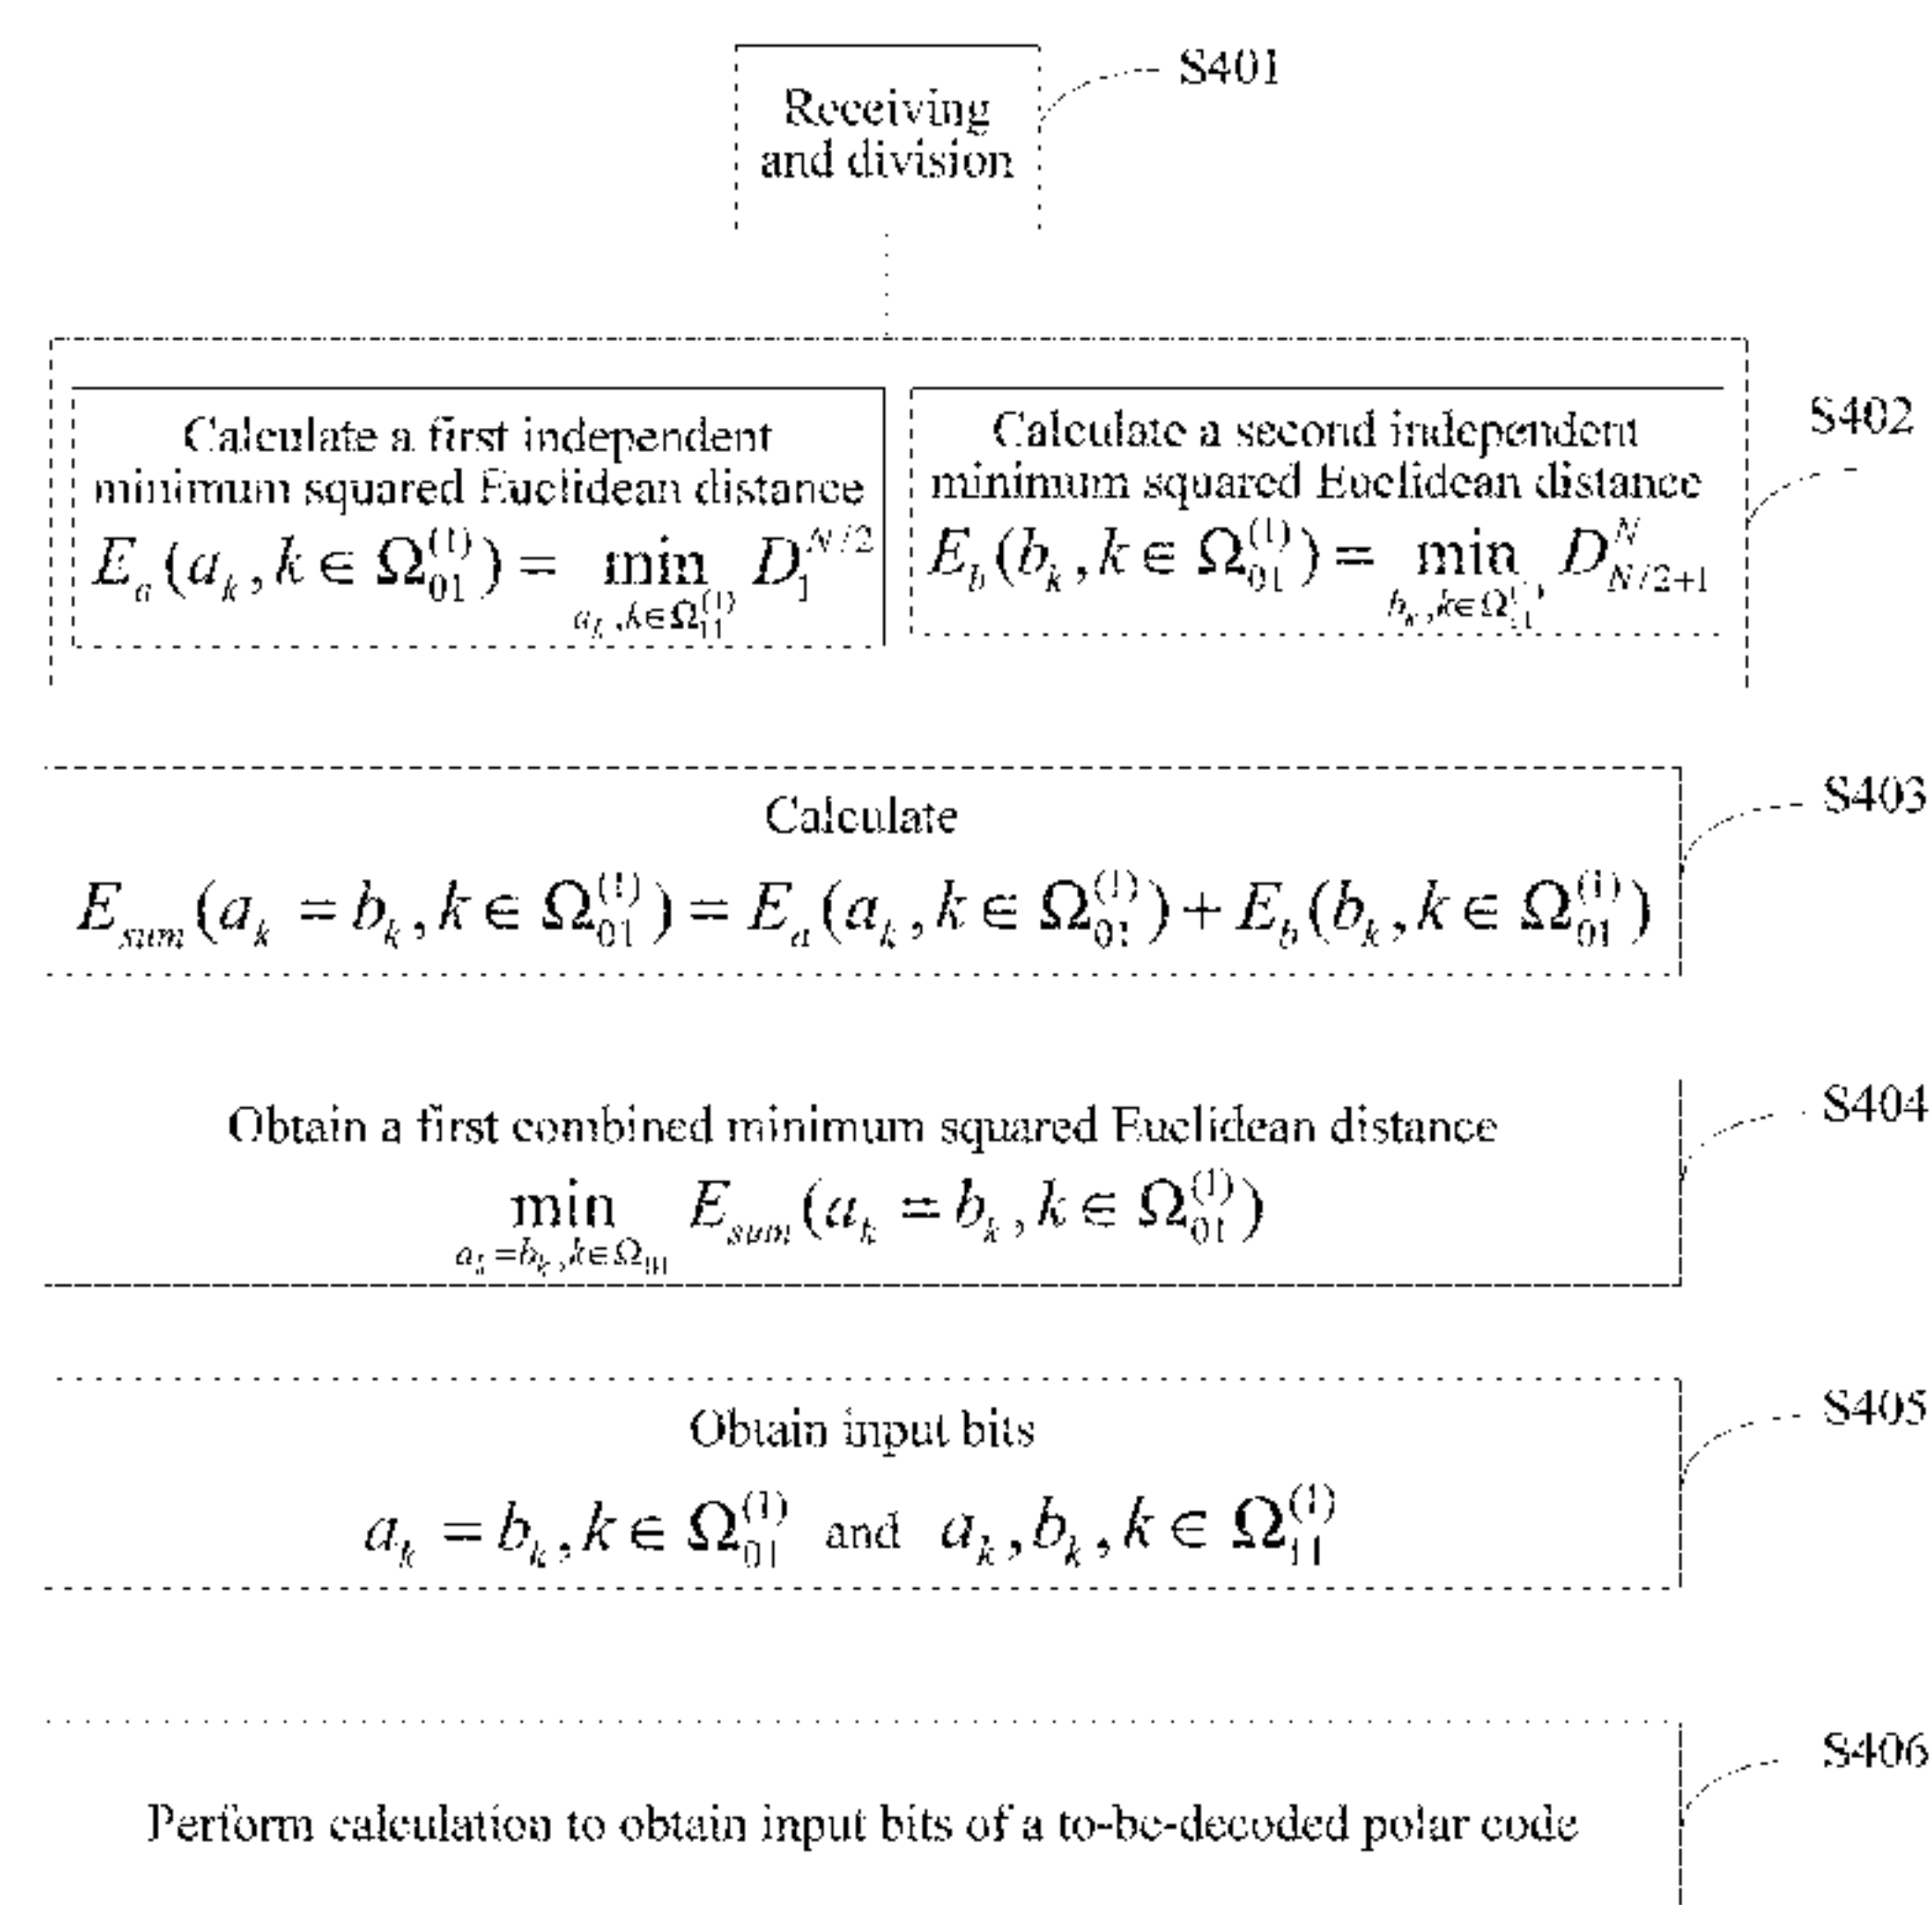 S401
Receiving
and division
S402
Calculate a first independent
minimum squared Euclidean distance
E_a(a_k, k ∈ Ω_01^(1)) = min_{a_k, k∈Ω_11^(1)} D_1^{N/2}
Calculate a second independent
minimum squared Euclidean distance
E_b(b_k, k ∈ Ω_01^(1)) = min_{b_k, k∈Ω_11^(1)} D_{N/2+1}^N
S403
Calculate
E_sum(a_k = b_k, k ∈ Ω_01^(1)) = E_a(a_k, k ∈ Ω_01^(1)) + E_b(b_k, k ∈ Ω_01^(1))
S404
Obtain a first combined minimum squared Euclidean distance
min_{a_k=b_k, k∈Ω_01} E_sum(a_k = b_k, k ∈ Ω_01^(1))
S405
Obtain input bits
a_k = b_k, k ∈ Ω_01^(1) and a_k, b_k, k ∈ Ω_11^(1)
S406
Perform calculation to obtain input bits of a to-be-decoded polar code